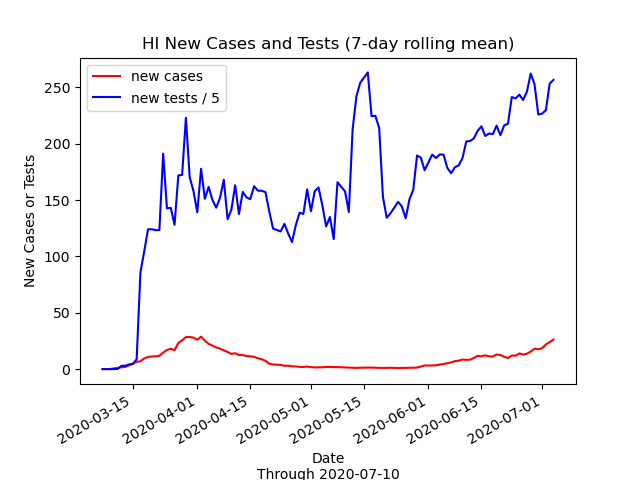 HI New Cases and Tests (7-day rolling mean)
new cases
new tests / 5
New Cases or Tests
250
200
150
100
50
0
2020-03-15
2020-04-01
2020-04-15
2020-05-01
2020-05-15
2020-06-01
2020-06-15
2020-07-01
Date
Through 2020-07-10